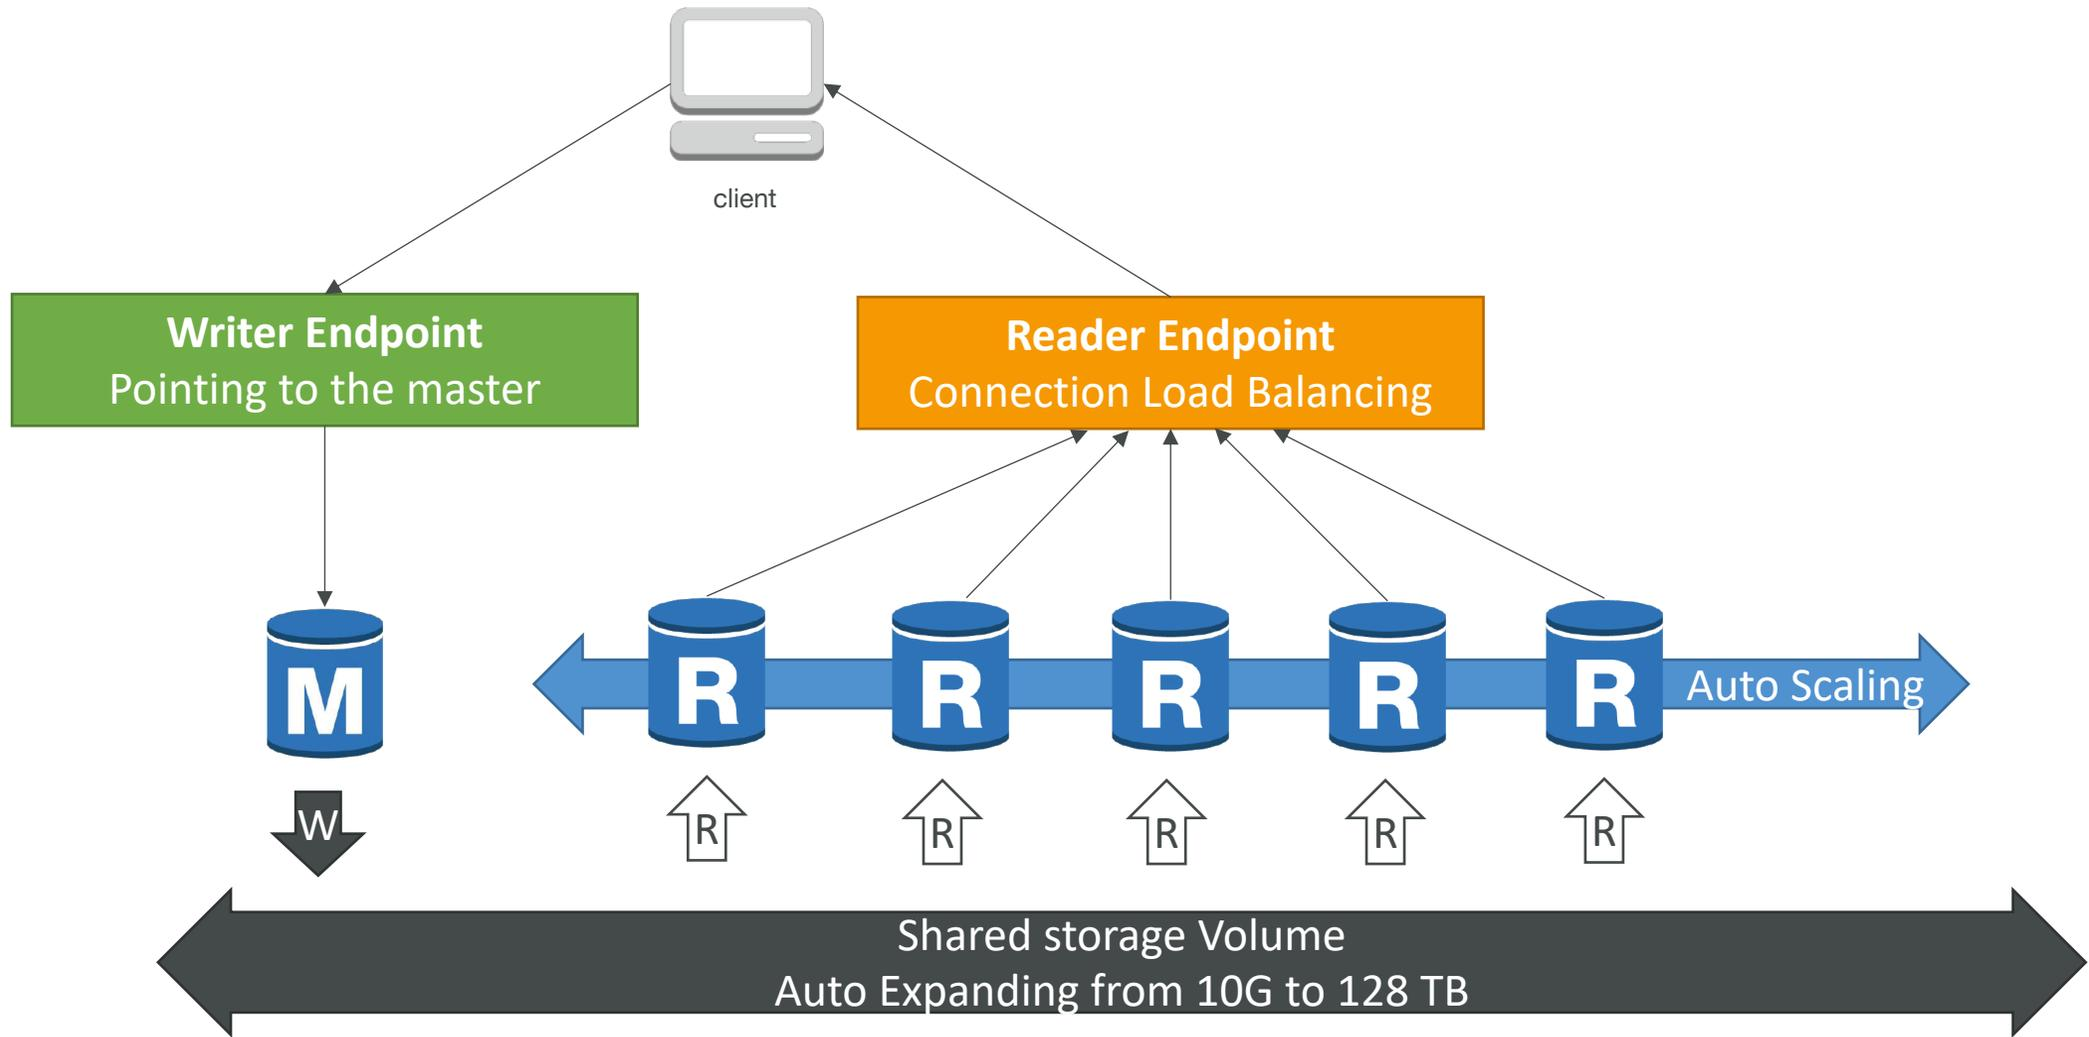 client
Writer Endpoint
Pointing to the master
Reader Endpoint
Connection Load Balancing
M
R
R
R
R
R
Auto Scaling
W
R
R
R
R
R
Shared storage Volume
Auto Expanding from 10G to 128 TB